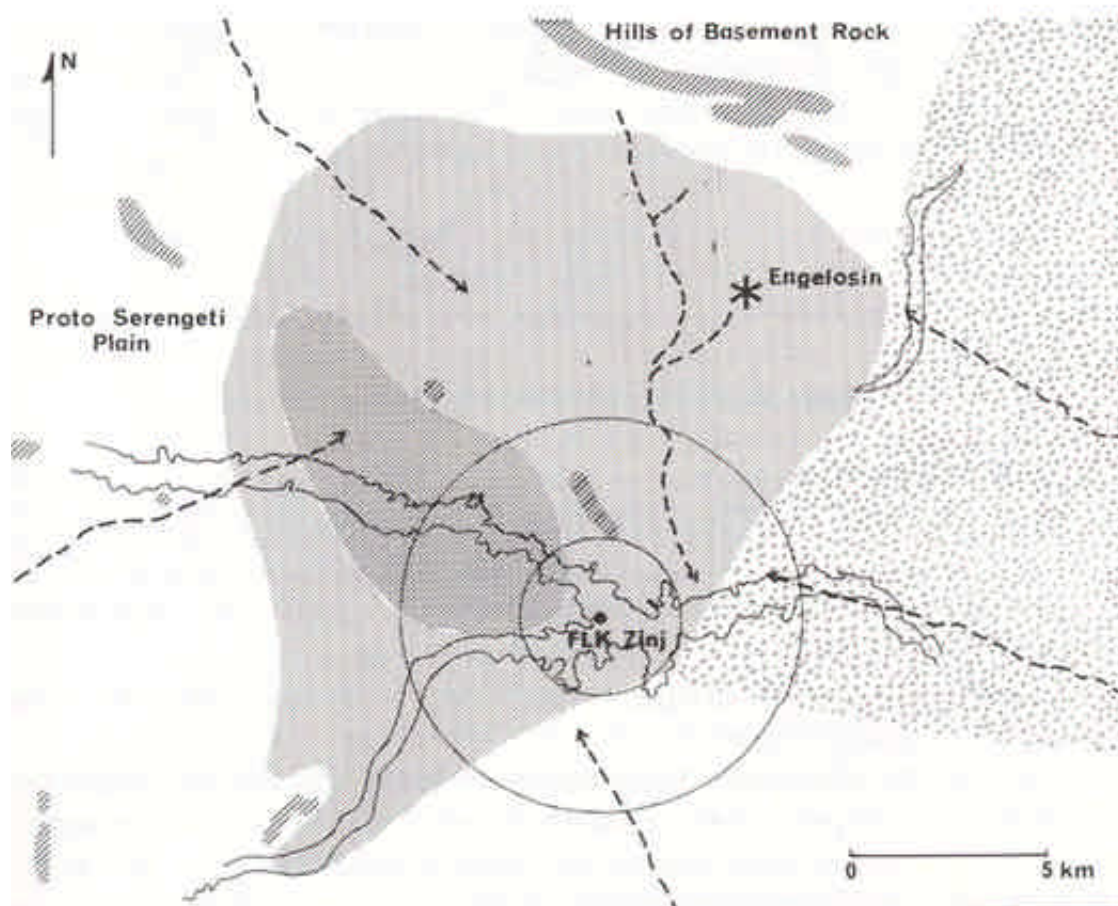 Hills of Basement Rock
N
Engelosin
Proto Serengeti
Plain
FLK Zinj
0 5 km